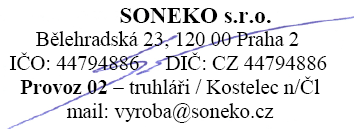 SONEKO s.r.o.
Bělehradská 23, 120 00 Praha 2
IČO: 44794886 DIČ: CZ 44794886
Provoz 02 – truhláři / Kostelec n/Čl
mail: vyroba@soneko.cz